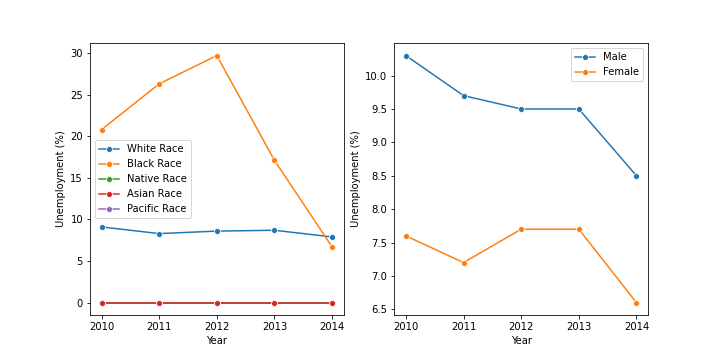 30
25
20
15
10
5
0
Unemployment (%)
White Race
Black Race
Native Race
Asian Race
Pacific Race
2010 2011 2012 2013 2014
Year
10.0
9.5
9.0
8.5
8.0
7.5
7.0
6.5
Unemployment (%)
Male
Female
2010 2011 2012 2013 2014
Year